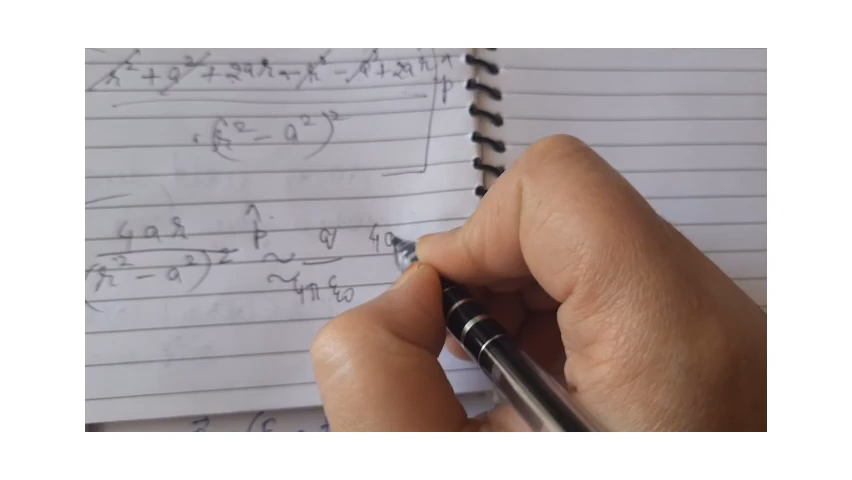 r² + a² + 2ar - r² - a² + 2ar p̂
(r² - a²)²
4ar / (r² - a²)² p̂ ≈ q / 4πε₀ 4a